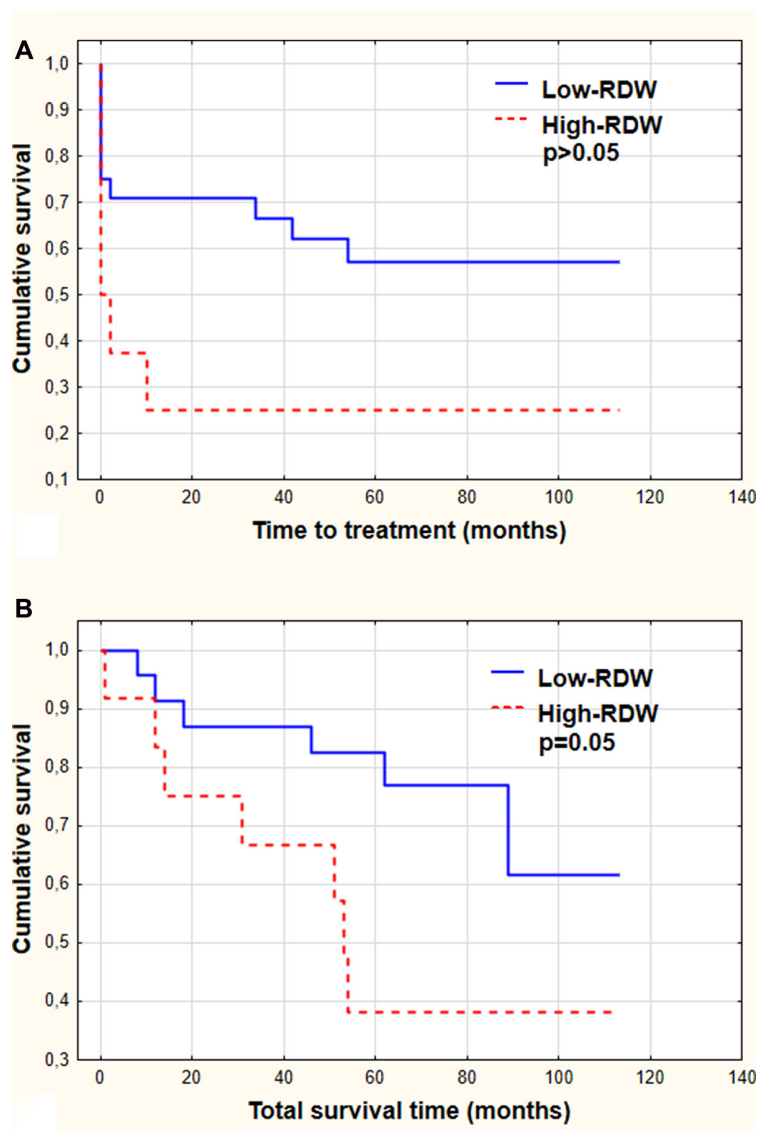 A
1,0
0,9
0,8
0,7
0,6
0,5
0,4
0,3
0,2
0,1
Cumulative survival
Low-RDW
High-RDW
p>0.05
0 20 40 60 80 100 120 140
Time to treatment (months)
B
1,0
0,9
0,8
0,7
0,6
0,5
0,4
0,3
Cumulative survival
Low-RDW
High-RDW
p=0.05
0 20 40 60 80 100 120 140
Total survival time (months)